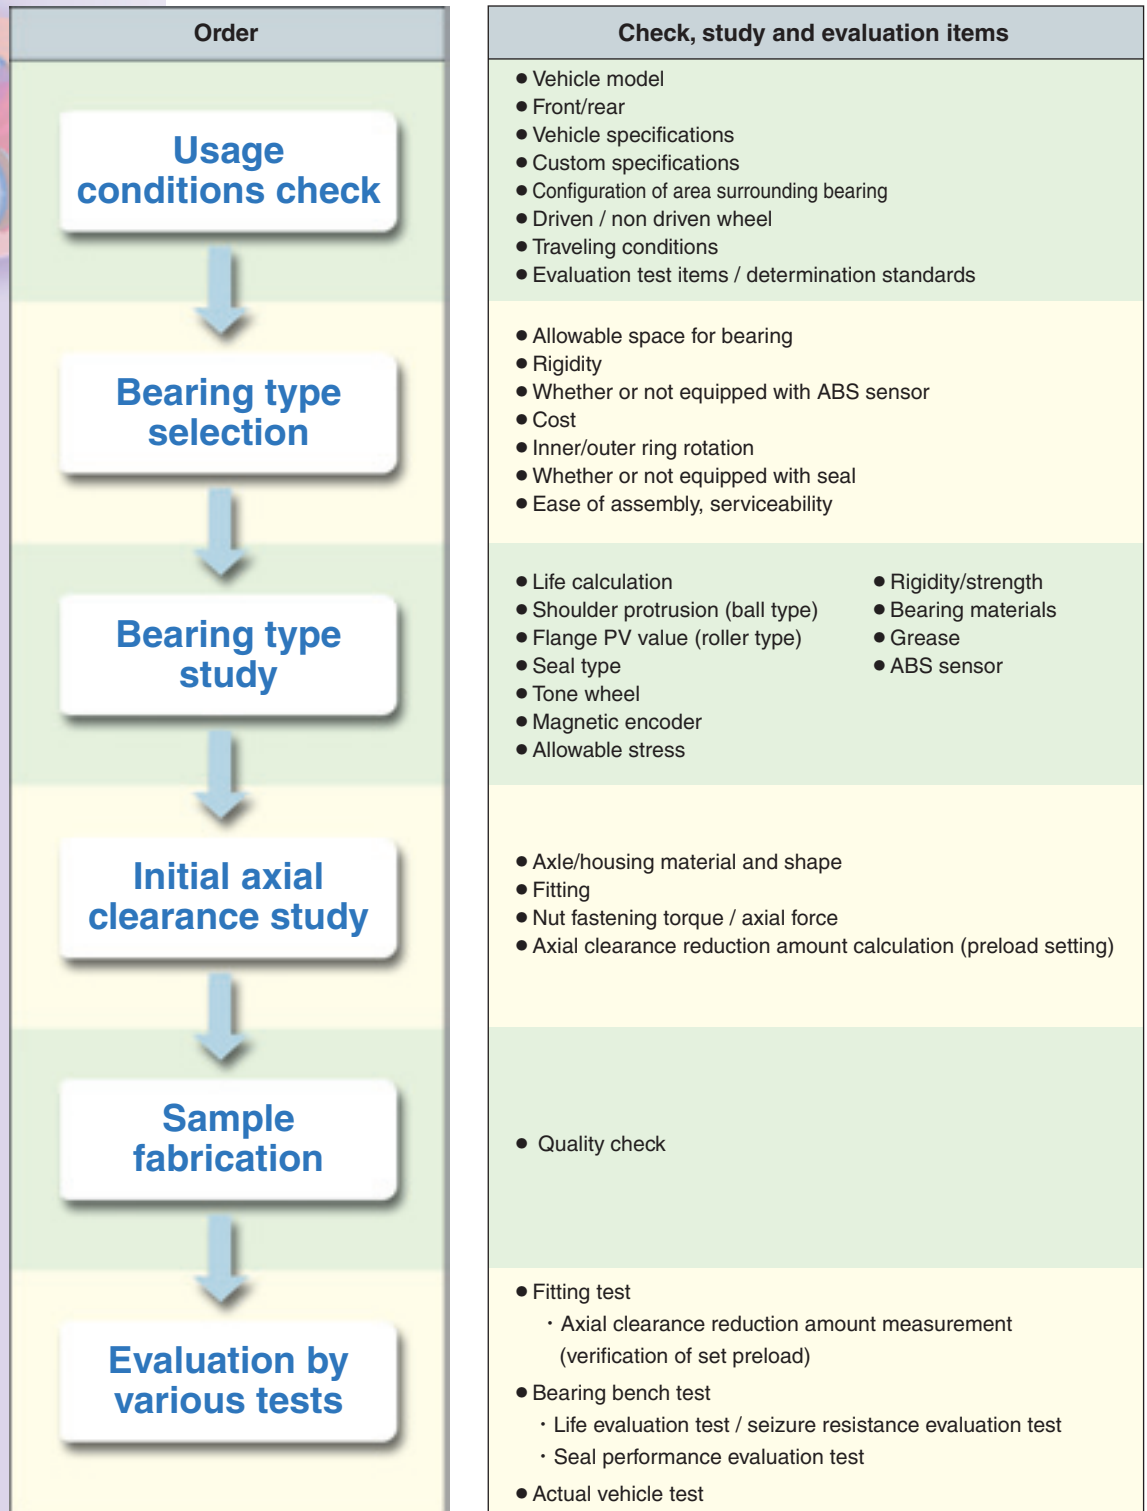 Order
Check, study and evaluation items
Usage
conditions check
● Vehicle model
● Front/rear
● Vehicle specifications
● Custom specifications
● Configuration of area surrounding bearing
● Driven / non driven wheel
● Traveling conditions
● Evaluation test items / determination standards
Bearing type
selection
● Allowable space for bearing
● Rigidity
● Whether or not equipped with ABS sensor
● Cost
● Inner/outer ring rotation
● Whether or not equipped with seal
● Ease of assembly, serviceability
Bearing type
study
● Life calculation
● Shoulder protrusion (ball type)
● Flange PV value (roller type)
● Seal type
● Tone wheel
● Magnetic encoder
● Allowable stress
● Rigidity/strength
● Bearing materials
● Grease
● ABS sensor
Initial axial
clearance study
● Axle/housing material and shape
● Fitting
● Nut fastening torque / axial force
● Axial clearance reduction amount calculation (preload setting)
Sample
fabrication
● Quality check
Evaluation by
various tests
● Fitting test
・Axial clearance reduction amount measurement
(verification of set preload)
● Bearing bench test
・Life evaluation test / seizure resistance evaluation test
・Seal performance evaluation test
● Actual vehicle test